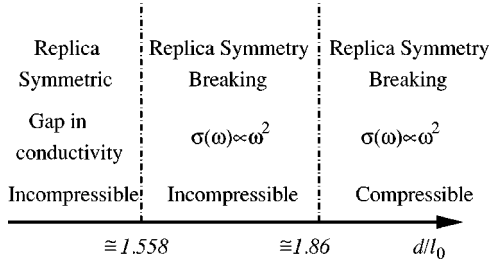 Replica Replica Symmetry Replica Symmetry
Symmetric Breaking Breaking
Gap in
conductivity σ(ω)∝ω² σ(ω)∝ω²
Incompressible Incompressible Compressible
≅1.558 ≅1.86 d/l₀